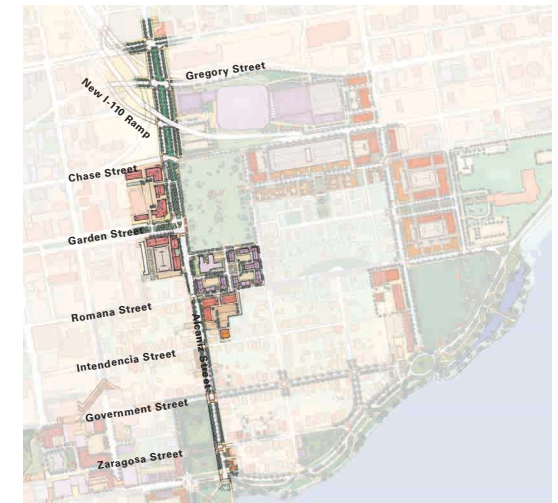 Gregory Street
New I-110 Ramp
Chase Street
Garden Street
Romana Street
Alcaniz Street
Intendencia Street
Government Street
Zaragosa Street